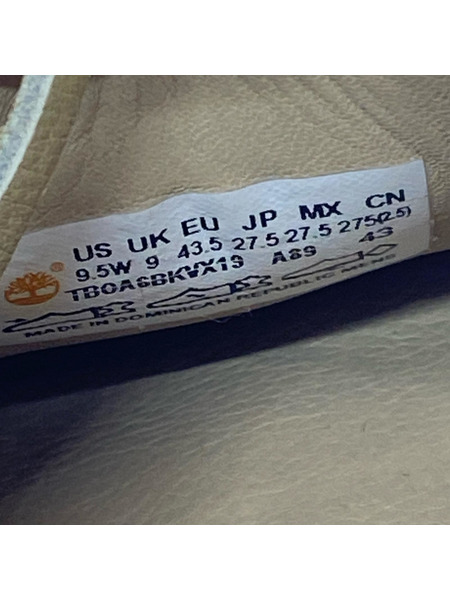 US UK EU JP MX CN
9.5W 9 43.5 27.5 27.5 275(2.5)
TB0A6BKVX19 A89 43
MADE IN DOMINICAN REPUBLIC MENS
®